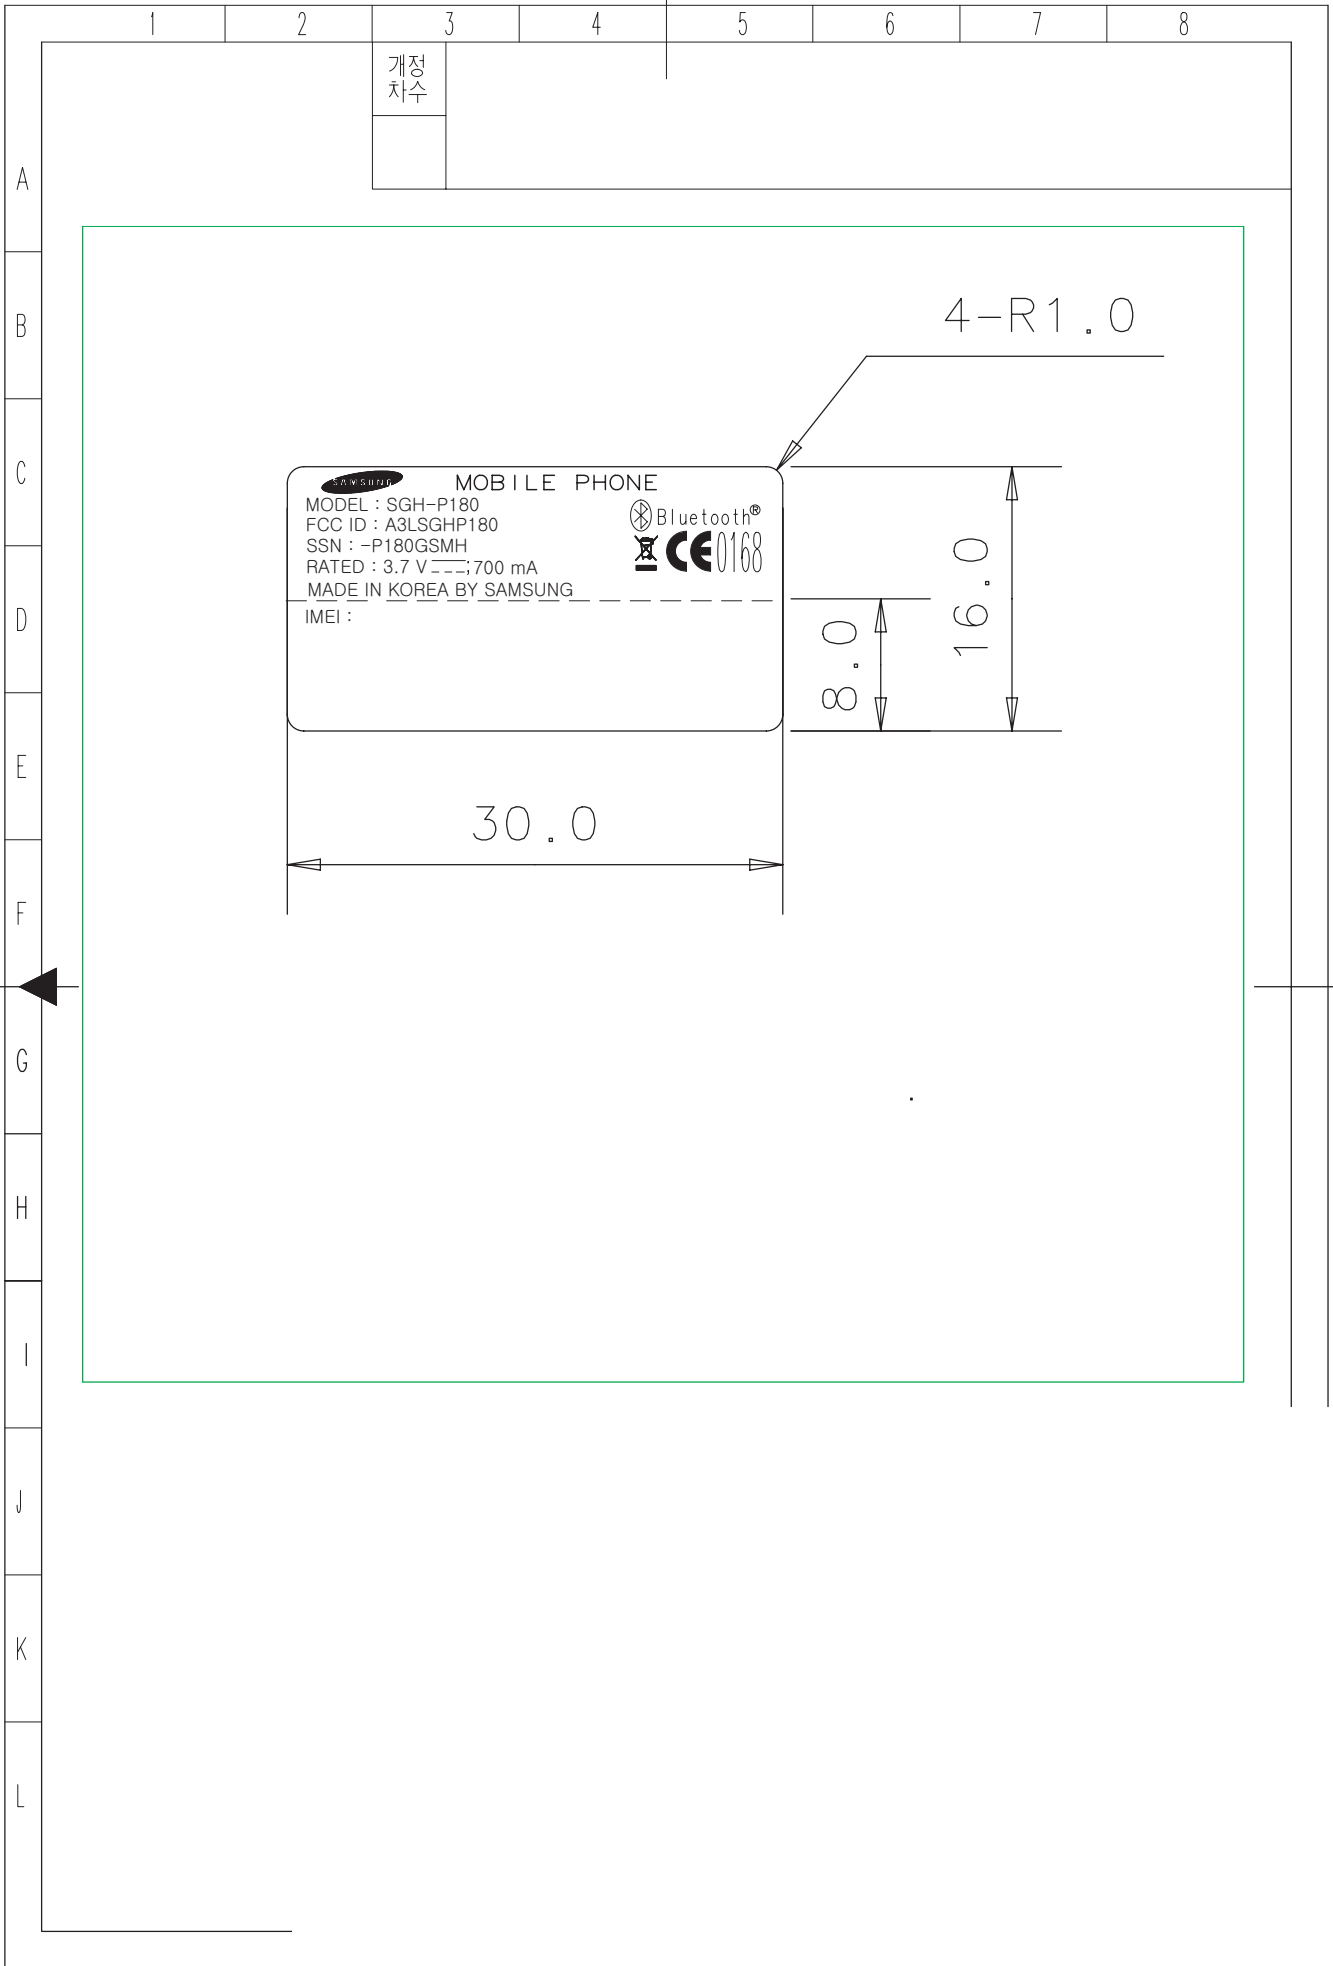 1 2 3 4 5 6 7 8
개정
차수
A
B
4-R1.0
C
SAMSUNG MOBILE PHONE
MODEL : SGH-P180
Bluetooth®
FCC ID : A3LSGHP180
SSN : -P180GSMH
CE0168
RATED : 3.7 V ; 700 mA
MADE IN KOREA BY SAMSUNG
D
IMEI :
8.0
16.0
E
30.0
F
G
H
I
J
K
L